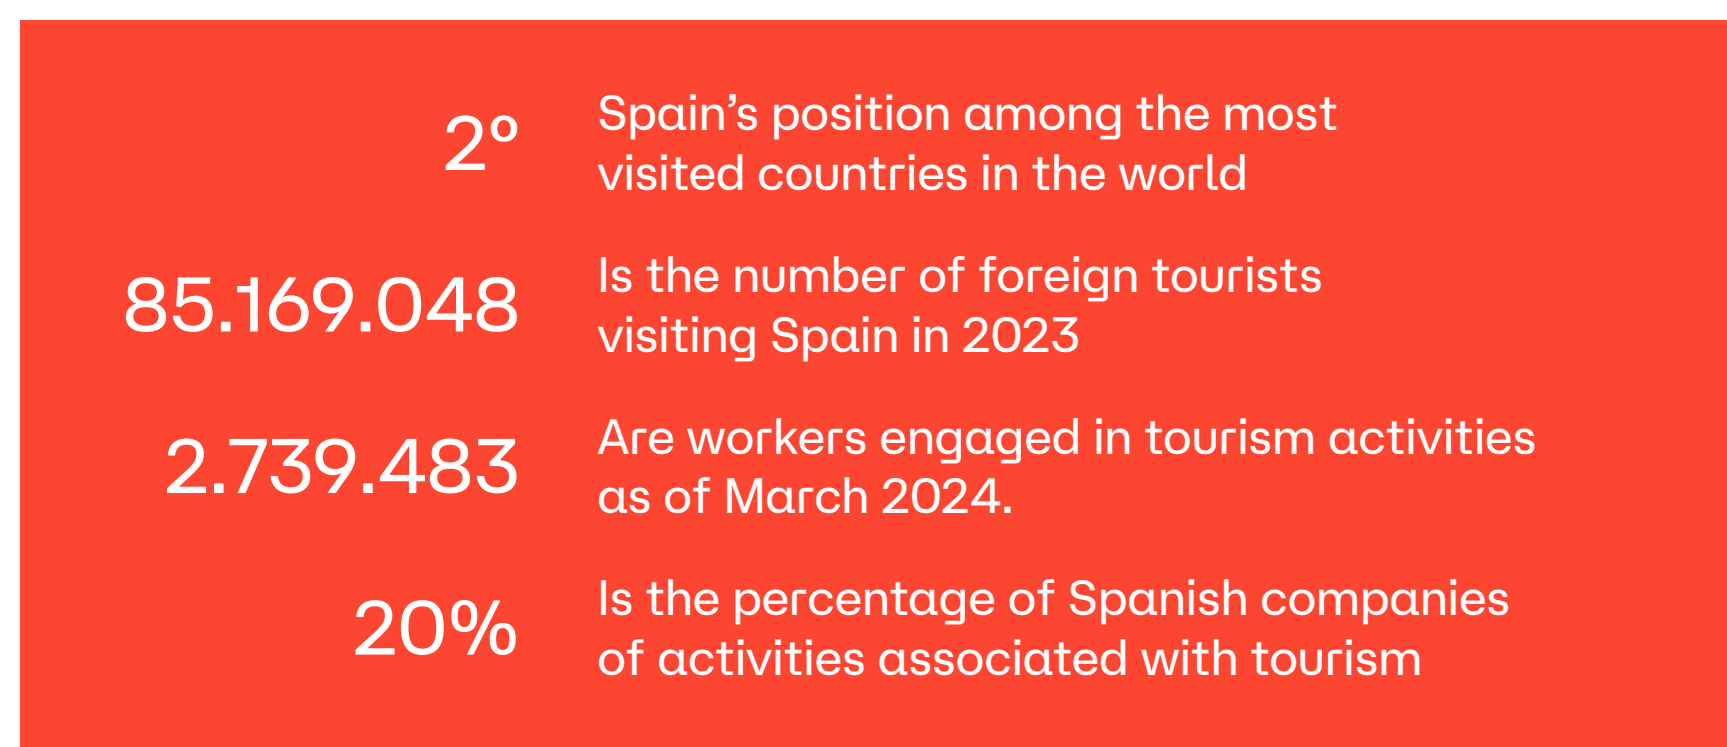 2º
Spain’s position among the most
visited countries in the world
85.169.048
Is the number of foreign tourists
visiting Spain in 2023
2.739.483
Are workers engaged in tourism activities
as of March 2024.
20%
Is the percentage of Spanish companies
of activities associated with tourism